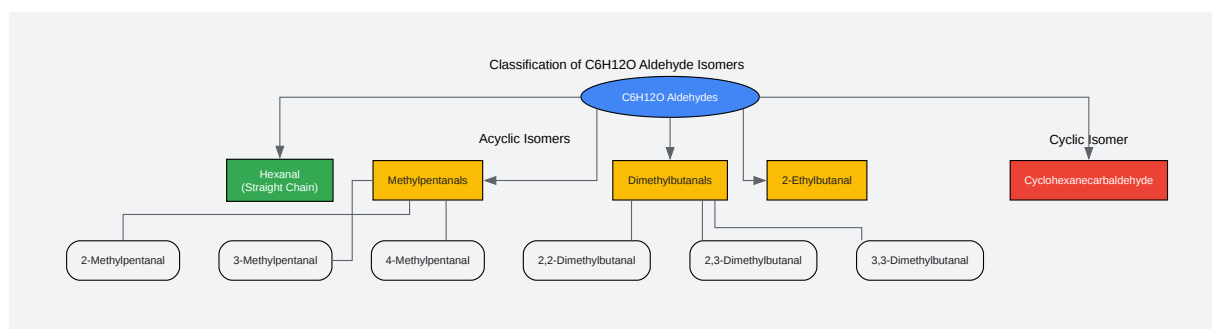 Classification of C6H12O Aldehyde Isomers
C6H12O Aldehydes
Acyclic Isomers
Cyclic Isomer
Hexanal
(Straight Chain)
Methylpentanals
Dimethylbutanals
2-Ethylbutanal
Cyclohexanecarbaldehyde
2-Methylpentanal
3-Methylpentanal
4-Methylpentanal
2,2-Dimethylbutanal
2,3-Dimethylbutanal
3,3-Dimethylbutanal